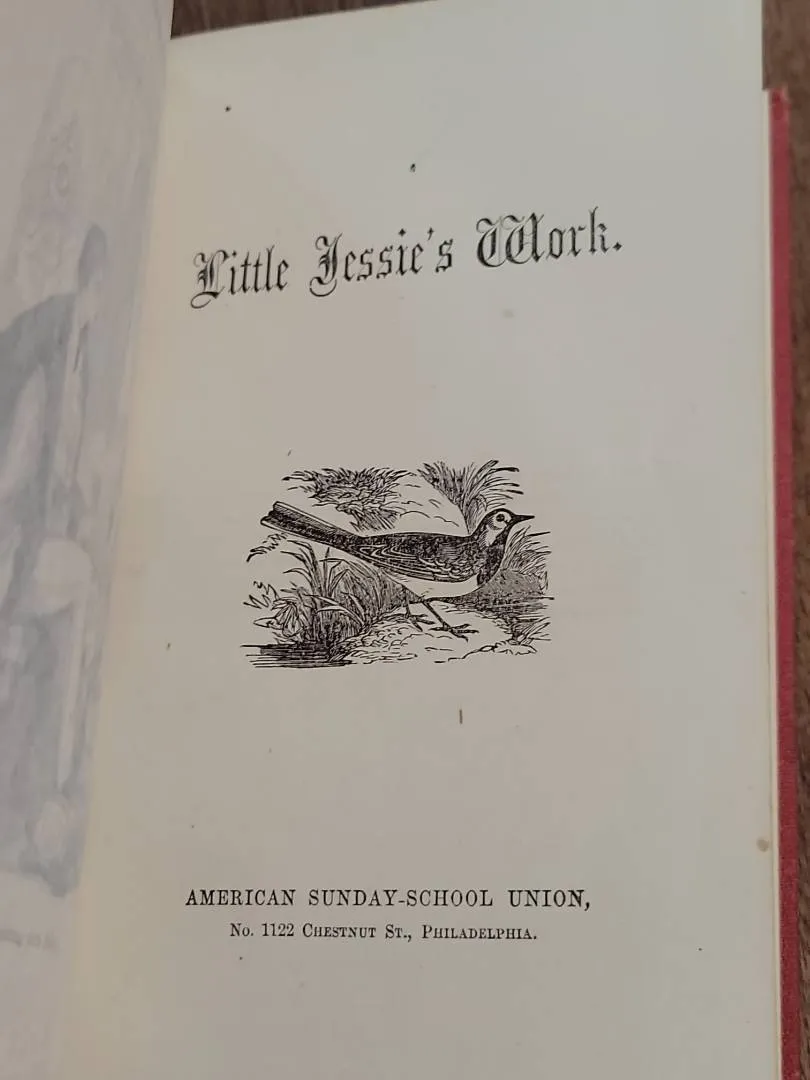 Little Jessie's Work.
AMERICAN SUNDAY-SCHOOL UNION,
No. 1122 Chestnut St., Philadelphia.